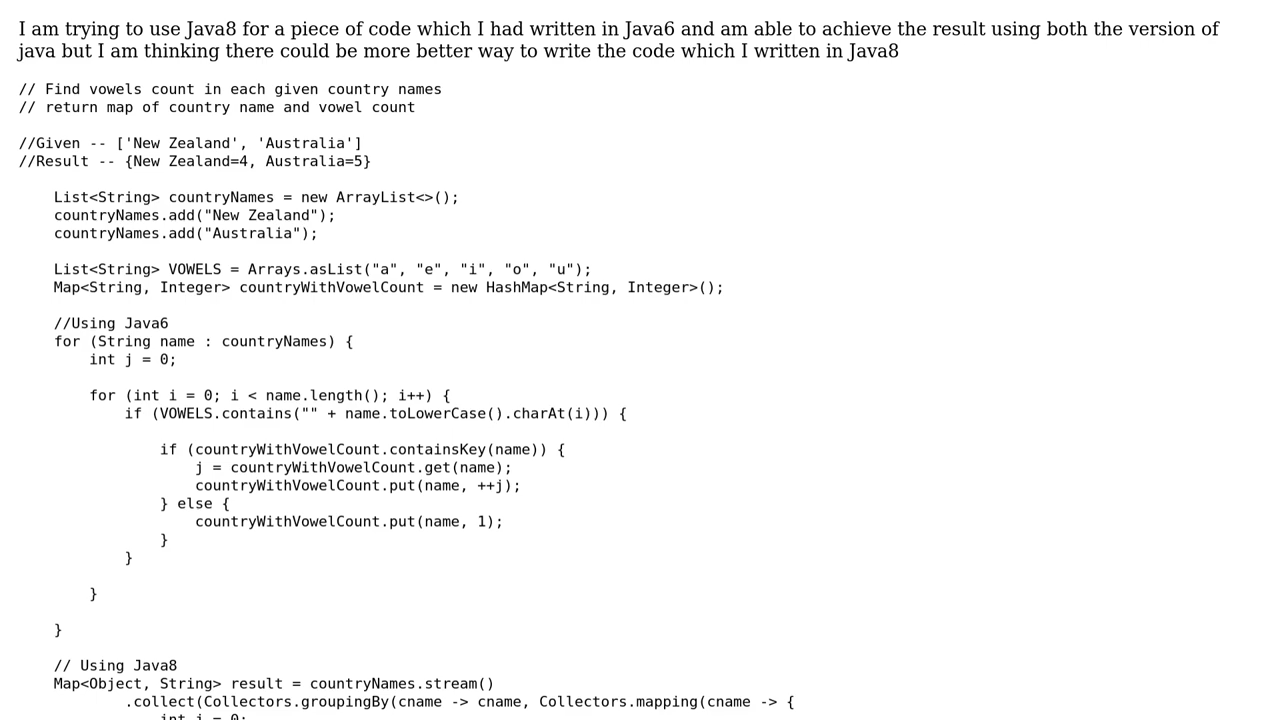 I am trying to use Java8 for a piece of code which I had written in Java6 and am able to achieve the result using both the version of
java but I am thinking there could be more better way to write the code which I written in Java8
// Find vowels count in each given country names
// return map of country name and vowel count
//Given -- ['New Zealand', 'Australia']
//Result -- {New Zealand=4, Australia=5}
List<String> countryNames = new ArrayList<>();
countryNames.add("New Zealand");
countryNames.add("Australia");
List<String> VOWELS = Arrays.asList("a", "e", "i", "o", "u");
Map<String, Integer> countryWithVowelCount = new HashMap<String, Integer>();
//Using Java6
for (String name : countryNames) {
int j = 0;
for (int i = 0; i < name.length(); i++) {
if (VOWELS.contains("" + name.toLowerCase().charAt(i))) {
if (countryWithVowelCount.containsKey(name)) {
j = countryWithVowelCount.get(name);
countryWithVowelCount.put(name, ++j);
} else {
countryWithVowelCount.put(name, 1);
}
}
}
}
// Using Java8
Map<Object, String> result = countryNames.stream()
.collect(Collectors.groupingBy(cname -> cname, Collectors.mapping(cname -> {
int j = 0;